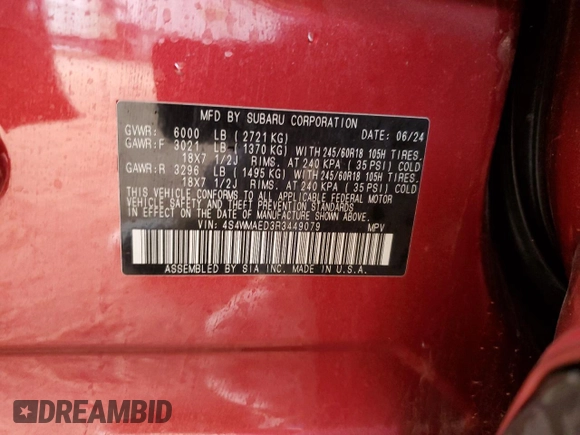 MFD BY SUBARU CORPORATION
GVWR: 6000 LB (2721 KG) DATE: 06/24
GAWR:F 3021 LB (1370 KG) WITH 245/60R18 105H TIRES.
18X7 1/2J RIMS. AT 240 KPA (35 PSI) COLD
GAWR:R 3296 LB (1495 KG) WITH 245/60R18 105H TIRES.
18X7 1/2J RIMS. AT 240 KPA (35 PSI) COLD
THIS VEHICLE CONFORMS TO ALL APPLICABLE FEDERAL MOTOR
VEHICLE SAFETY AND THEFT PREVENTION STANDARDS
IN EFFECT ON THE DATE OF MANUFACTURE SHOWN ABOVE.
VIN: 4S4WMAED3R3449079 MPV
ASSEMBLED BY SIA INC. MADE IN U.S.A.
DREAMBID